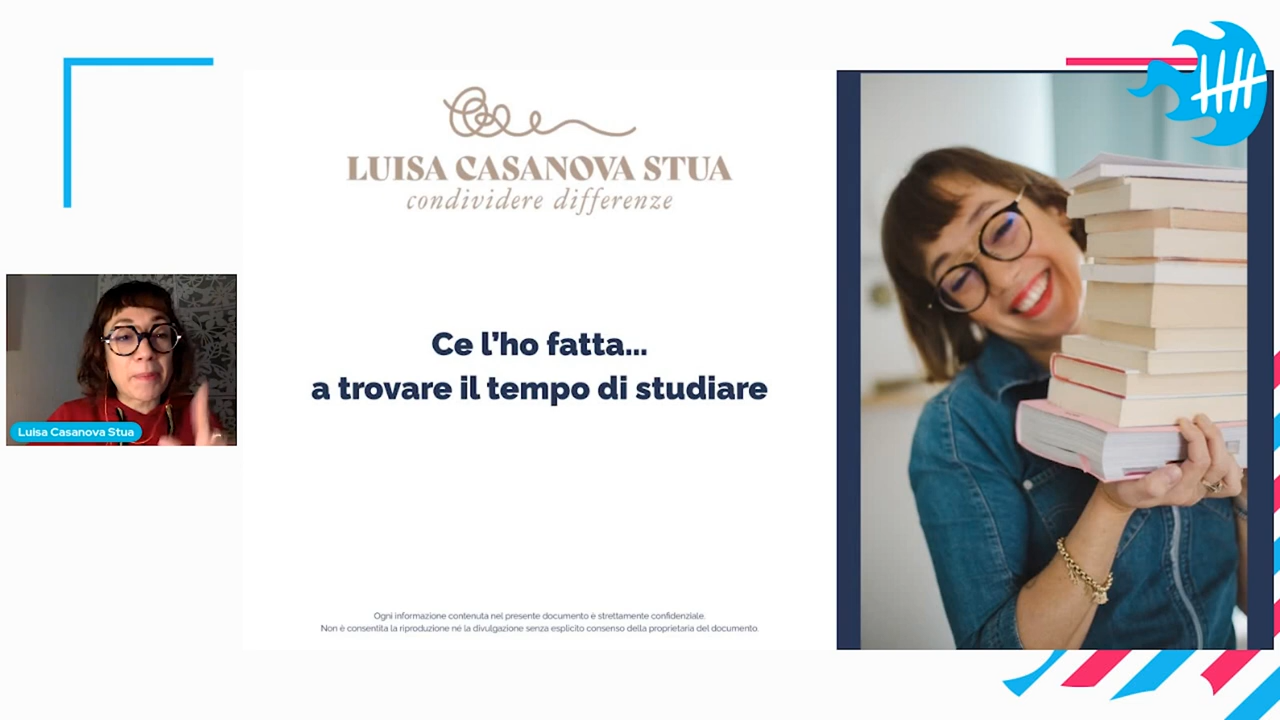 LUISA CASANOVA STUA
condividere differenze
Ce l'ho fatta...
a trovare il tempo di studiare
Luisa Casanova Stua
Ogni informazione contenuta nel presente documento è strettamente confidenziale.
Non è consentita la riproduzione né la divulgazione senza esplicito consenso della proprietaria del documento.